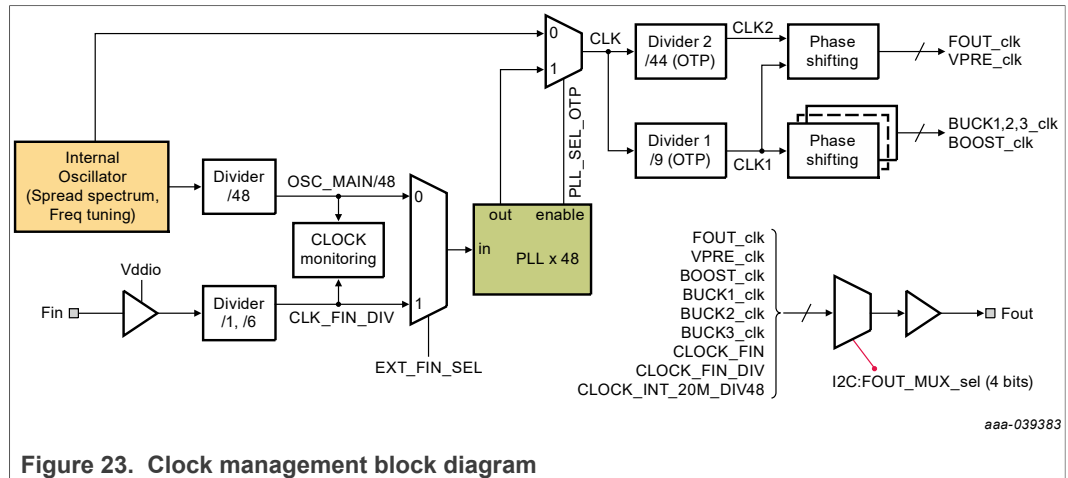 0
1
CLK
Divider 2
/44 (OTP)
CLK2
Phase
shifting
FOUT_clk
VPRE_clk
PLL_SEL_OTP
Divider 1
/9 (OTP)
CLK1
Phase
shifting
BUCK1,2,3_clk
BOOST_clk
Internal
Oscillator
(Spread spectrum,
Freq tuning)
Divider
/48
OSC_MAIN/48
CLOCK
monitoring
0
1
out enable
in
PLL x 48
Vddio
Fin
Divider
/1, /6
CLK_FIN_DIV
EXT_FIN_SEL
FOUT_clk
VPRE_clk
BOOST_clk
BUCK1_clk
BUCK2_clk
BUCK3_clk
CLOCK_FIN
CLOCK_FIN_DIV
CLOCK_INT_20M_DIV48
Fout
I2C:FOUT_MUX_sel (4 bits)
aaa-039383
Figure 23. Clock management block diagram